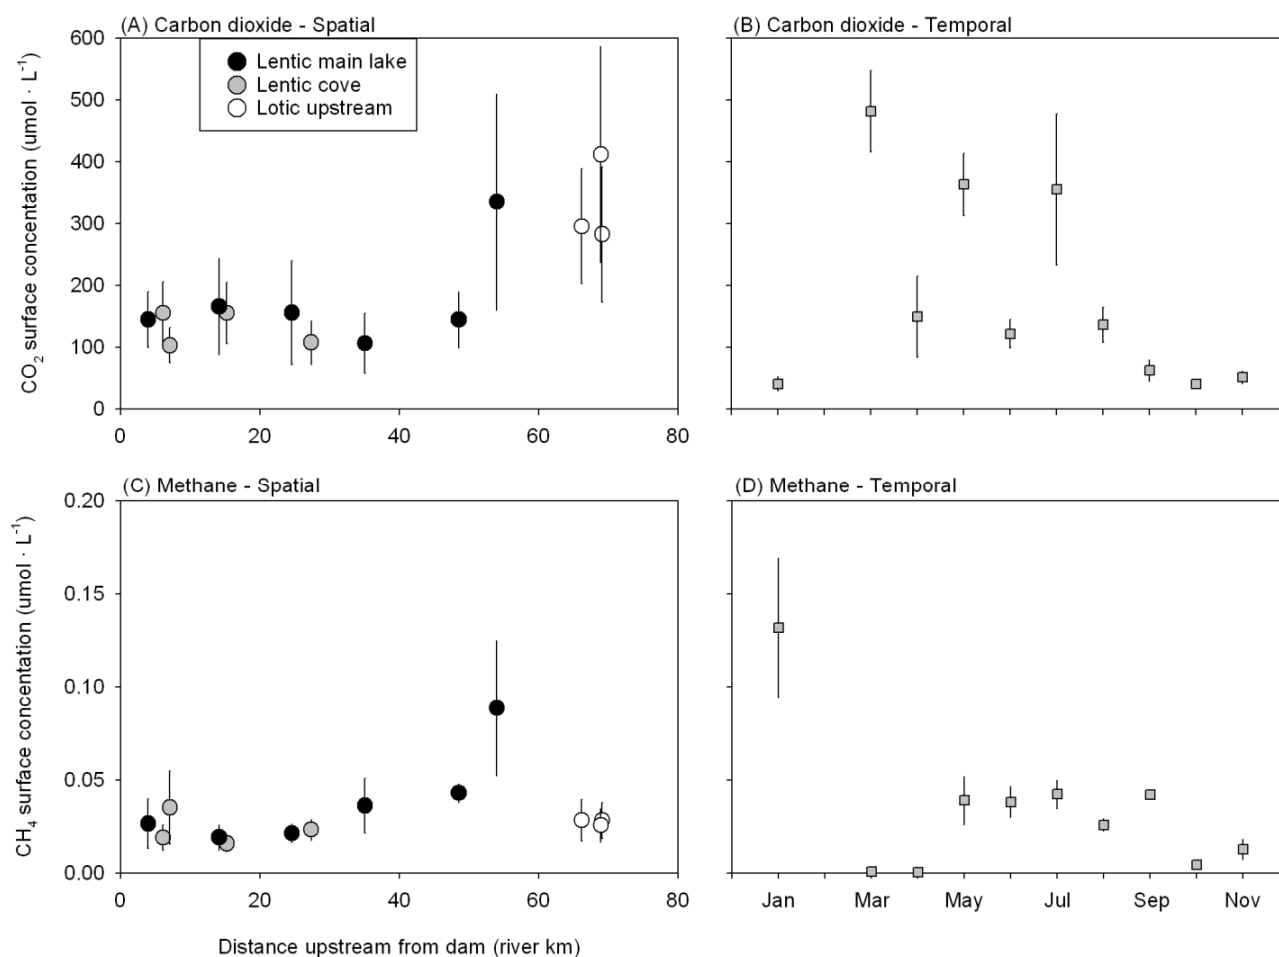 (A) Carbon dioxide - Spatial
(B) Carbon dioxide - Temporal
600
500
400
300
200
100
0
CO₂ surface concentration (umol · L⁻¹)
Lentic main lake
Lentic cove
Lotic upstream
0 20 40 60 80
(C) Methane - Spatial
(D) Methane - Temporal
0.20
0.15
0.10
0.05
0.00
CH₄ surface concentration (umol · L⁻¹)
0 20 40 60 80
Jan Mar May Jul Sep Nov
Distance upstream from dam (river km)